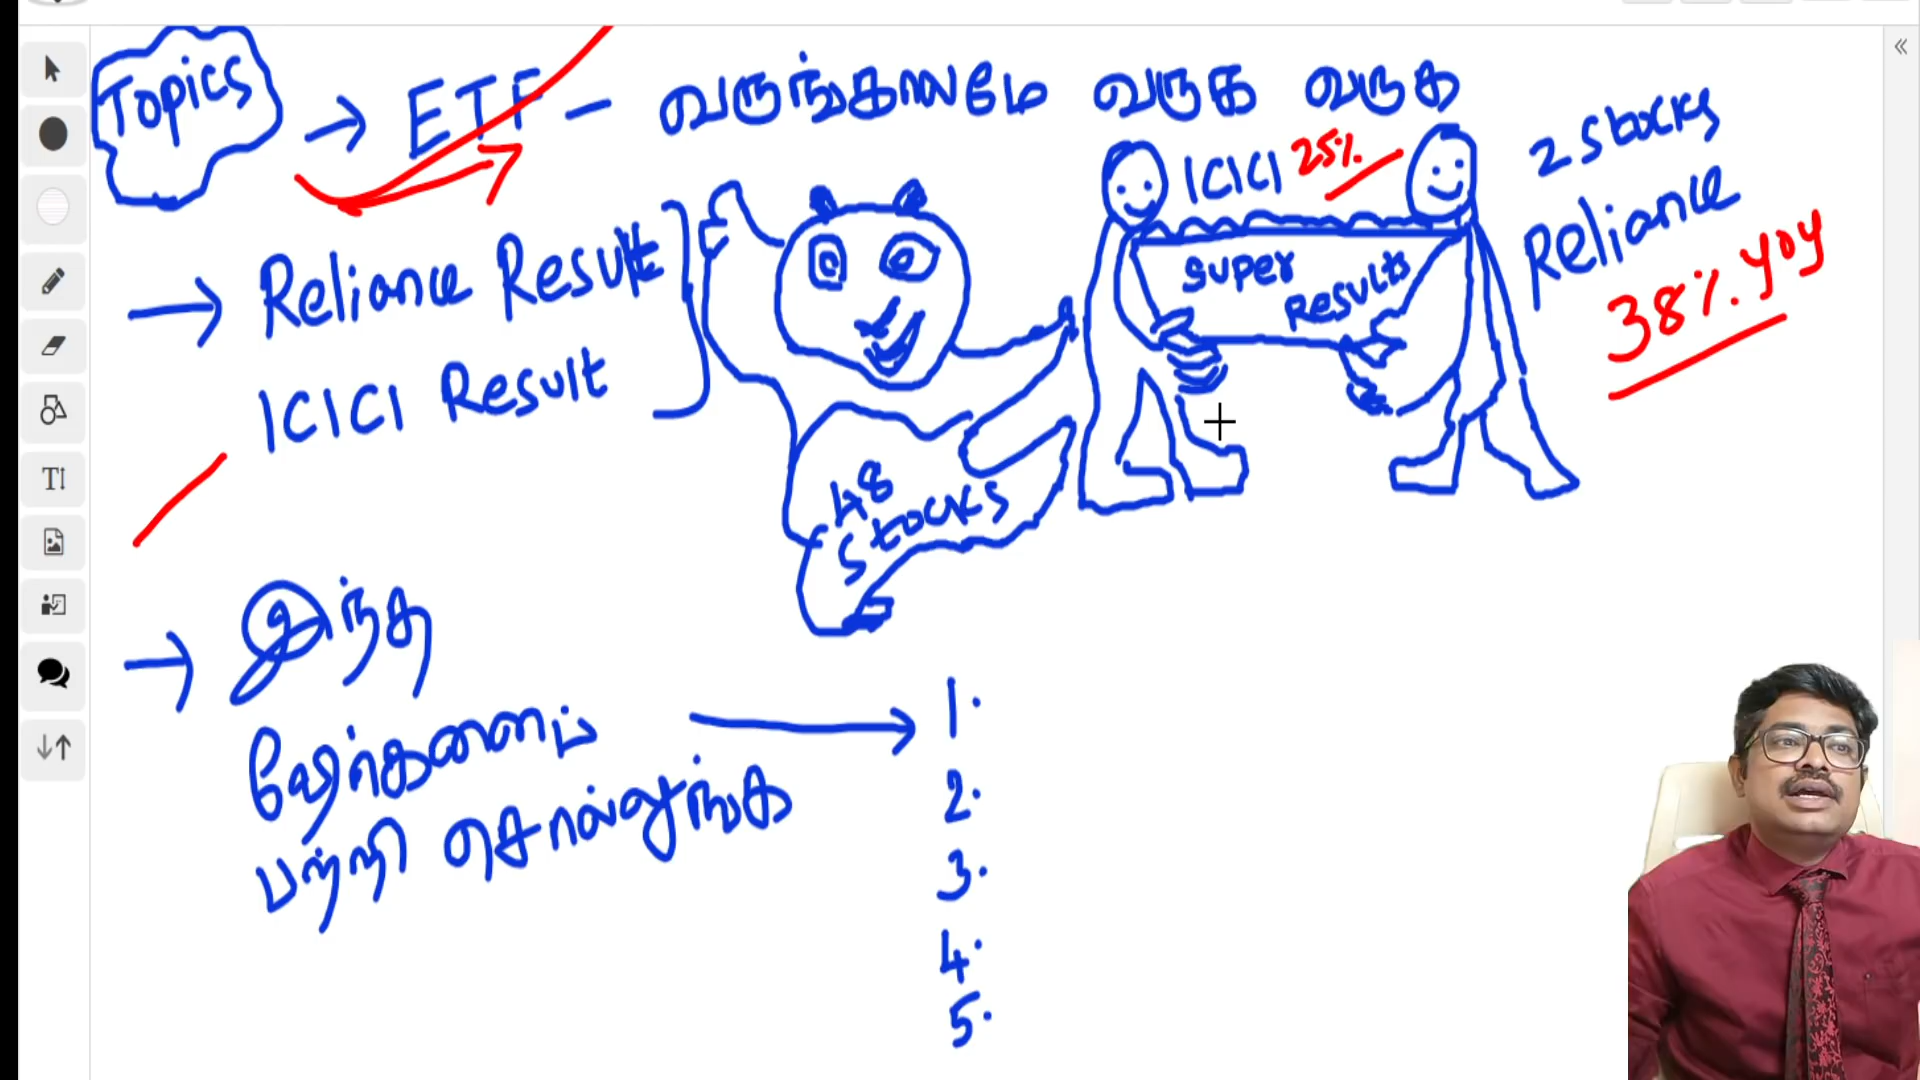 Topics
→ ETF - வருங்காலமே வருக வருக
ICICI 25%
2 Stocks
Reliance
38% yoy
→ Reliance Result
ICICI Result
Super
Results
48
Stocks
→ இந்த
பற்றி சொல்லுங்க
1.
2.
3.
4.
5.